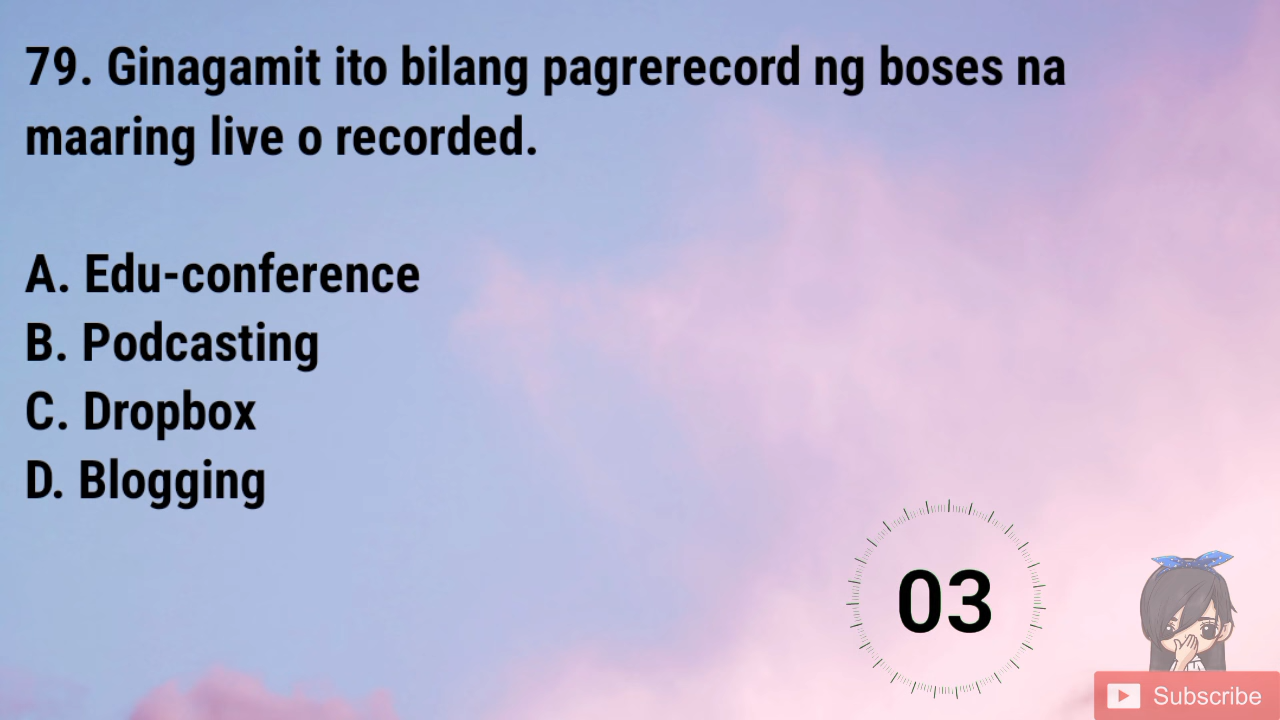 79. Ginagamit ito bilang pagrerecord ng boses na
maaring live o recorded.
A. Edu-conference
B. Podcasting
C. Dropbox
D. Blogging
03
Subscribe